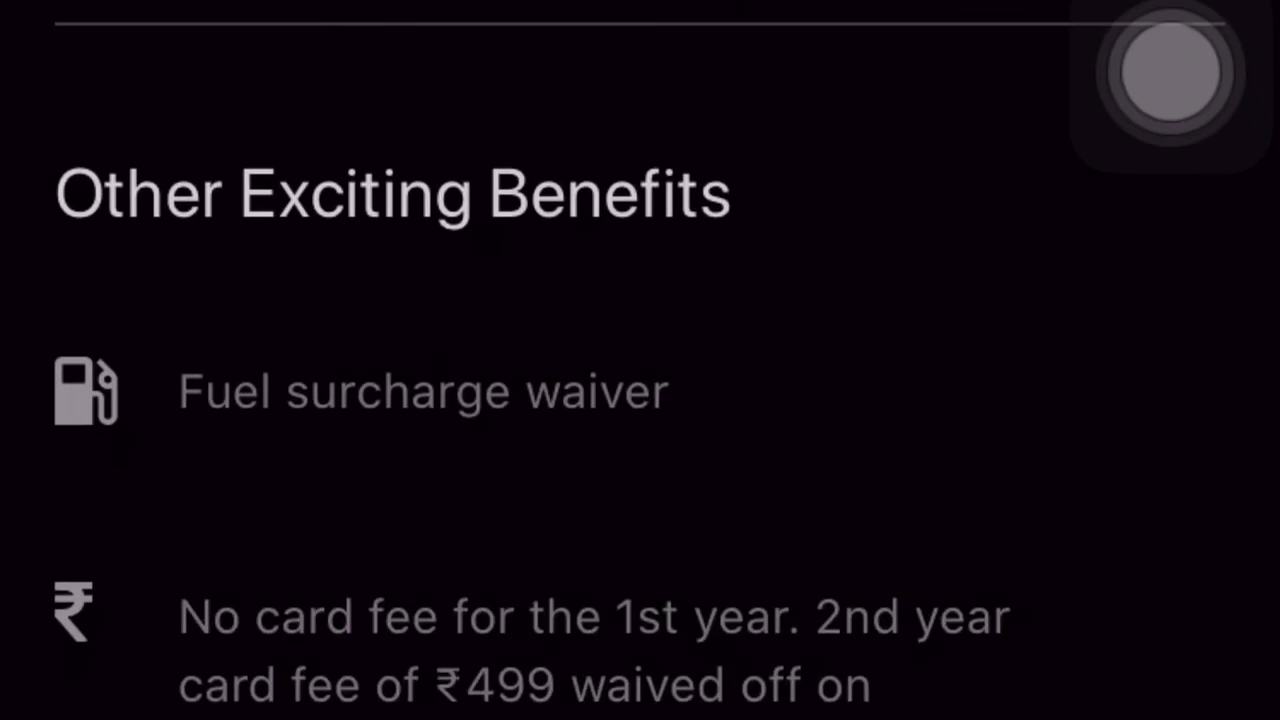 Other Exciting Benefits
Fuel surcharge waiver
₹ No card fee for the 1st year. 2nd year
card fee of ₹499 waived off on